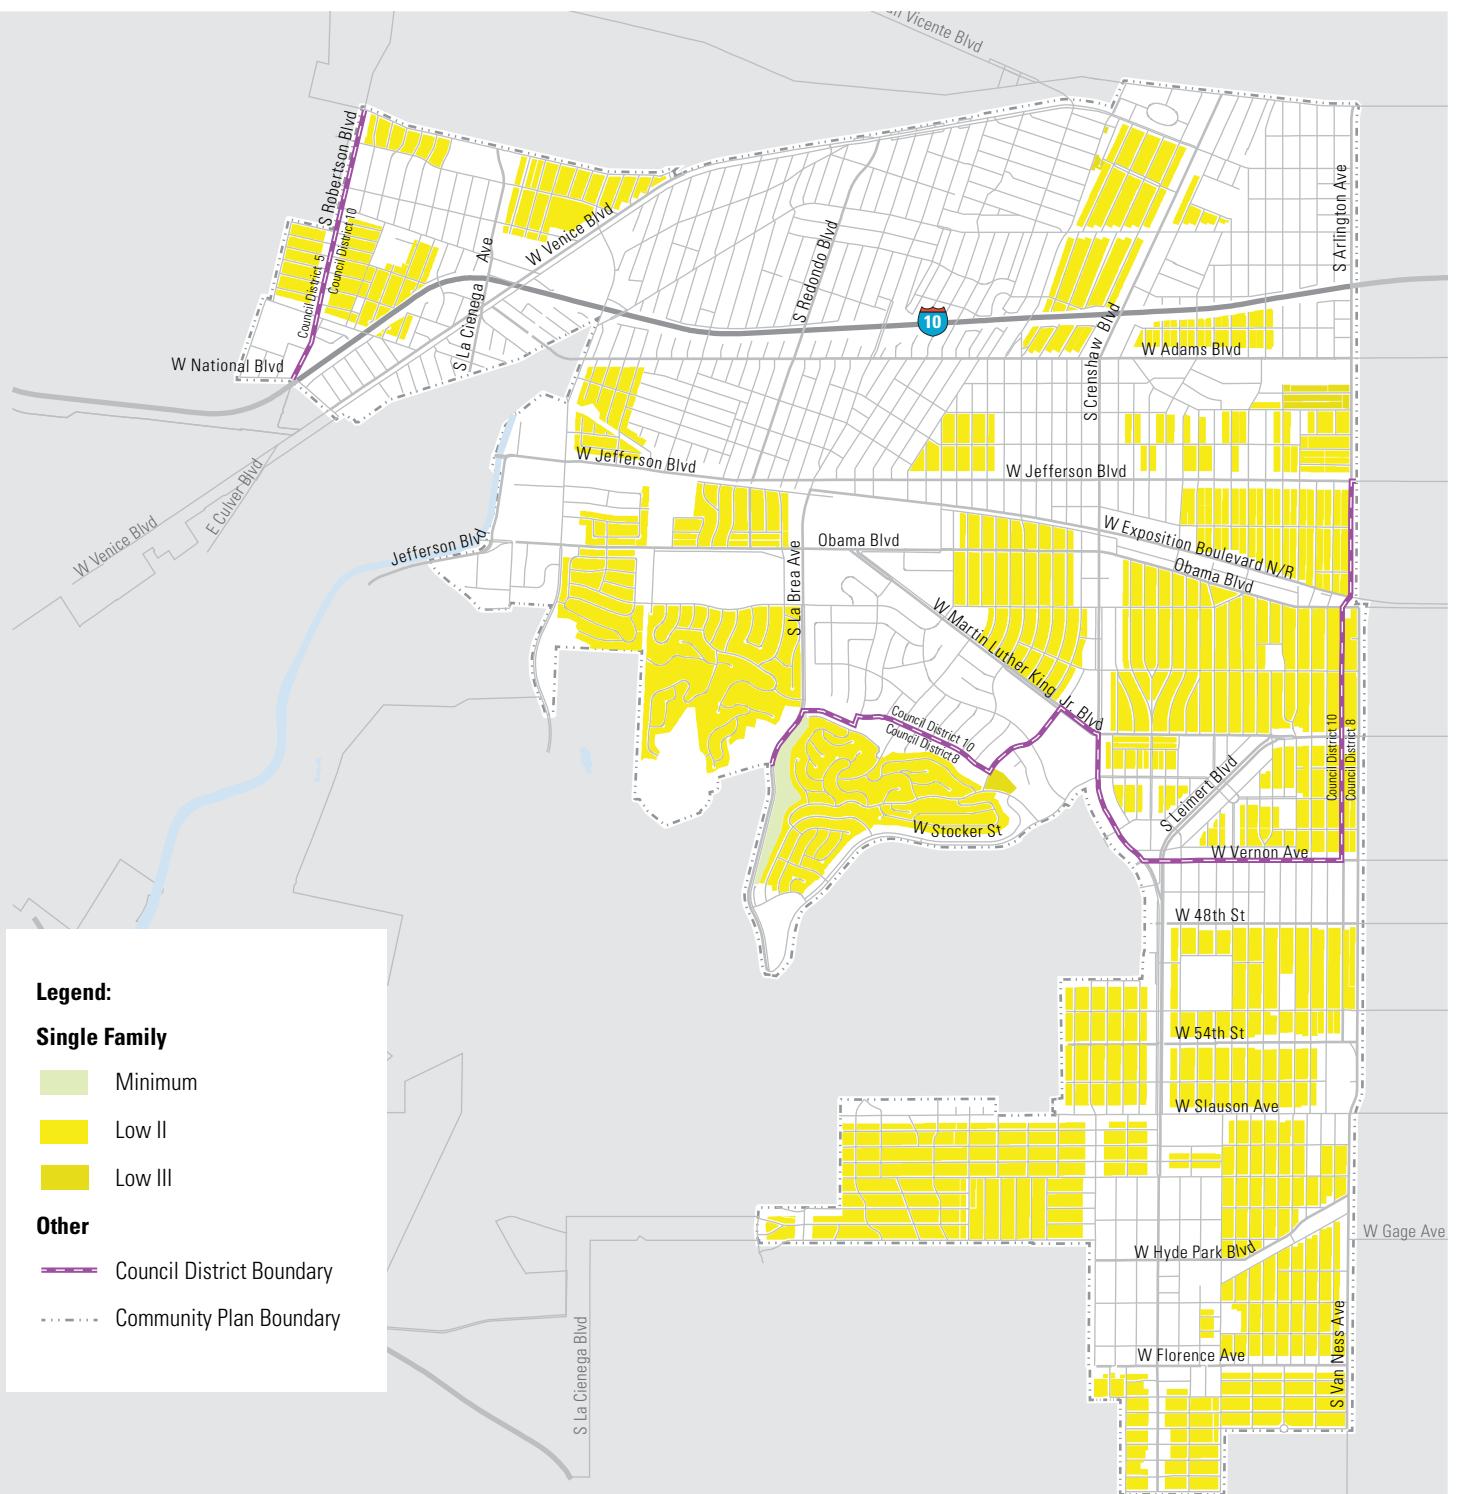 Vicente Blvd
S Robertson Blvd
Council District 5
Council District 10
W National Blvd
S La Cienega
Ave
W Venice Blvd
S Redondo Blvd
10
S Crenshaw Blvd
S Arlington Ave
W Adams Blvd
W Jefferson Blvd
W Jefferson Blvd
E Culver Blvd
W Venice Blvd
Jefferson Blvd
Obama Blvd
S La Brea Ave
W Exposition Boulevard N/R
Obama Blvd
W Martin Luther King Jr. Blvd
Council District 10
Council District 8
Council District 10
Council District 8
S Leimert Blvd
W Stocker St
W Vernon Ave
W 48th St
W 54th St
W Slauson Ave
W Gage Ave
W Hyde Park Blvd
W Florence Ave
S Van Ness Ave
S La Cienega Blvd
Legend:
Single Family
Minimum
Low II
Low III
Other
Council District Boundary
Community Plan Boundary